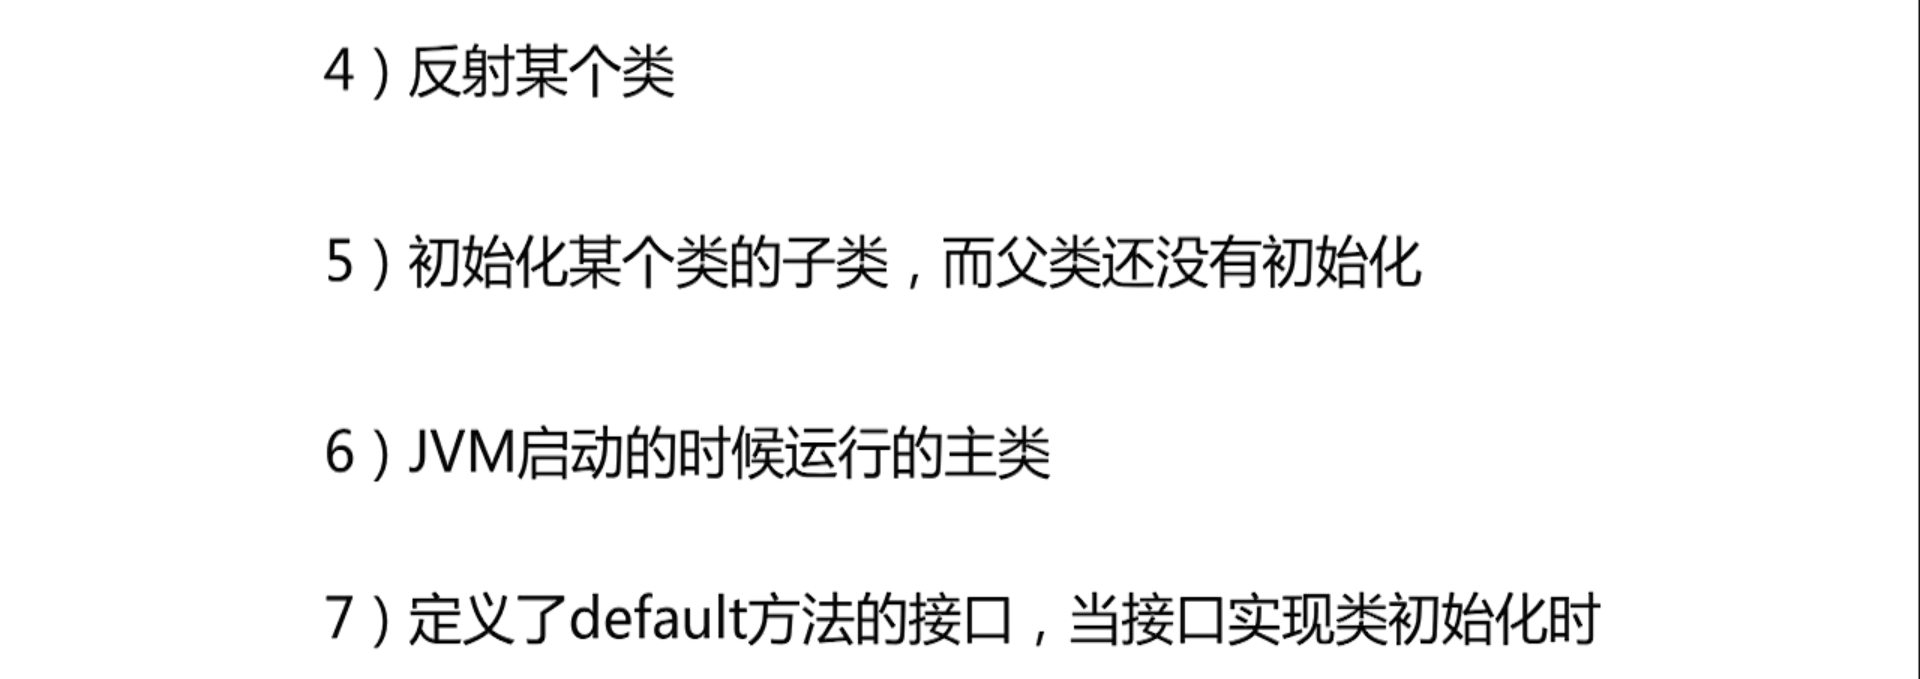 4）反射某个类
5）初始化某个类的子类，而父类还没有初始化
6）JVM启动的时候运行的主类
7）定义了default方法的接口，当接口实现类初始化时